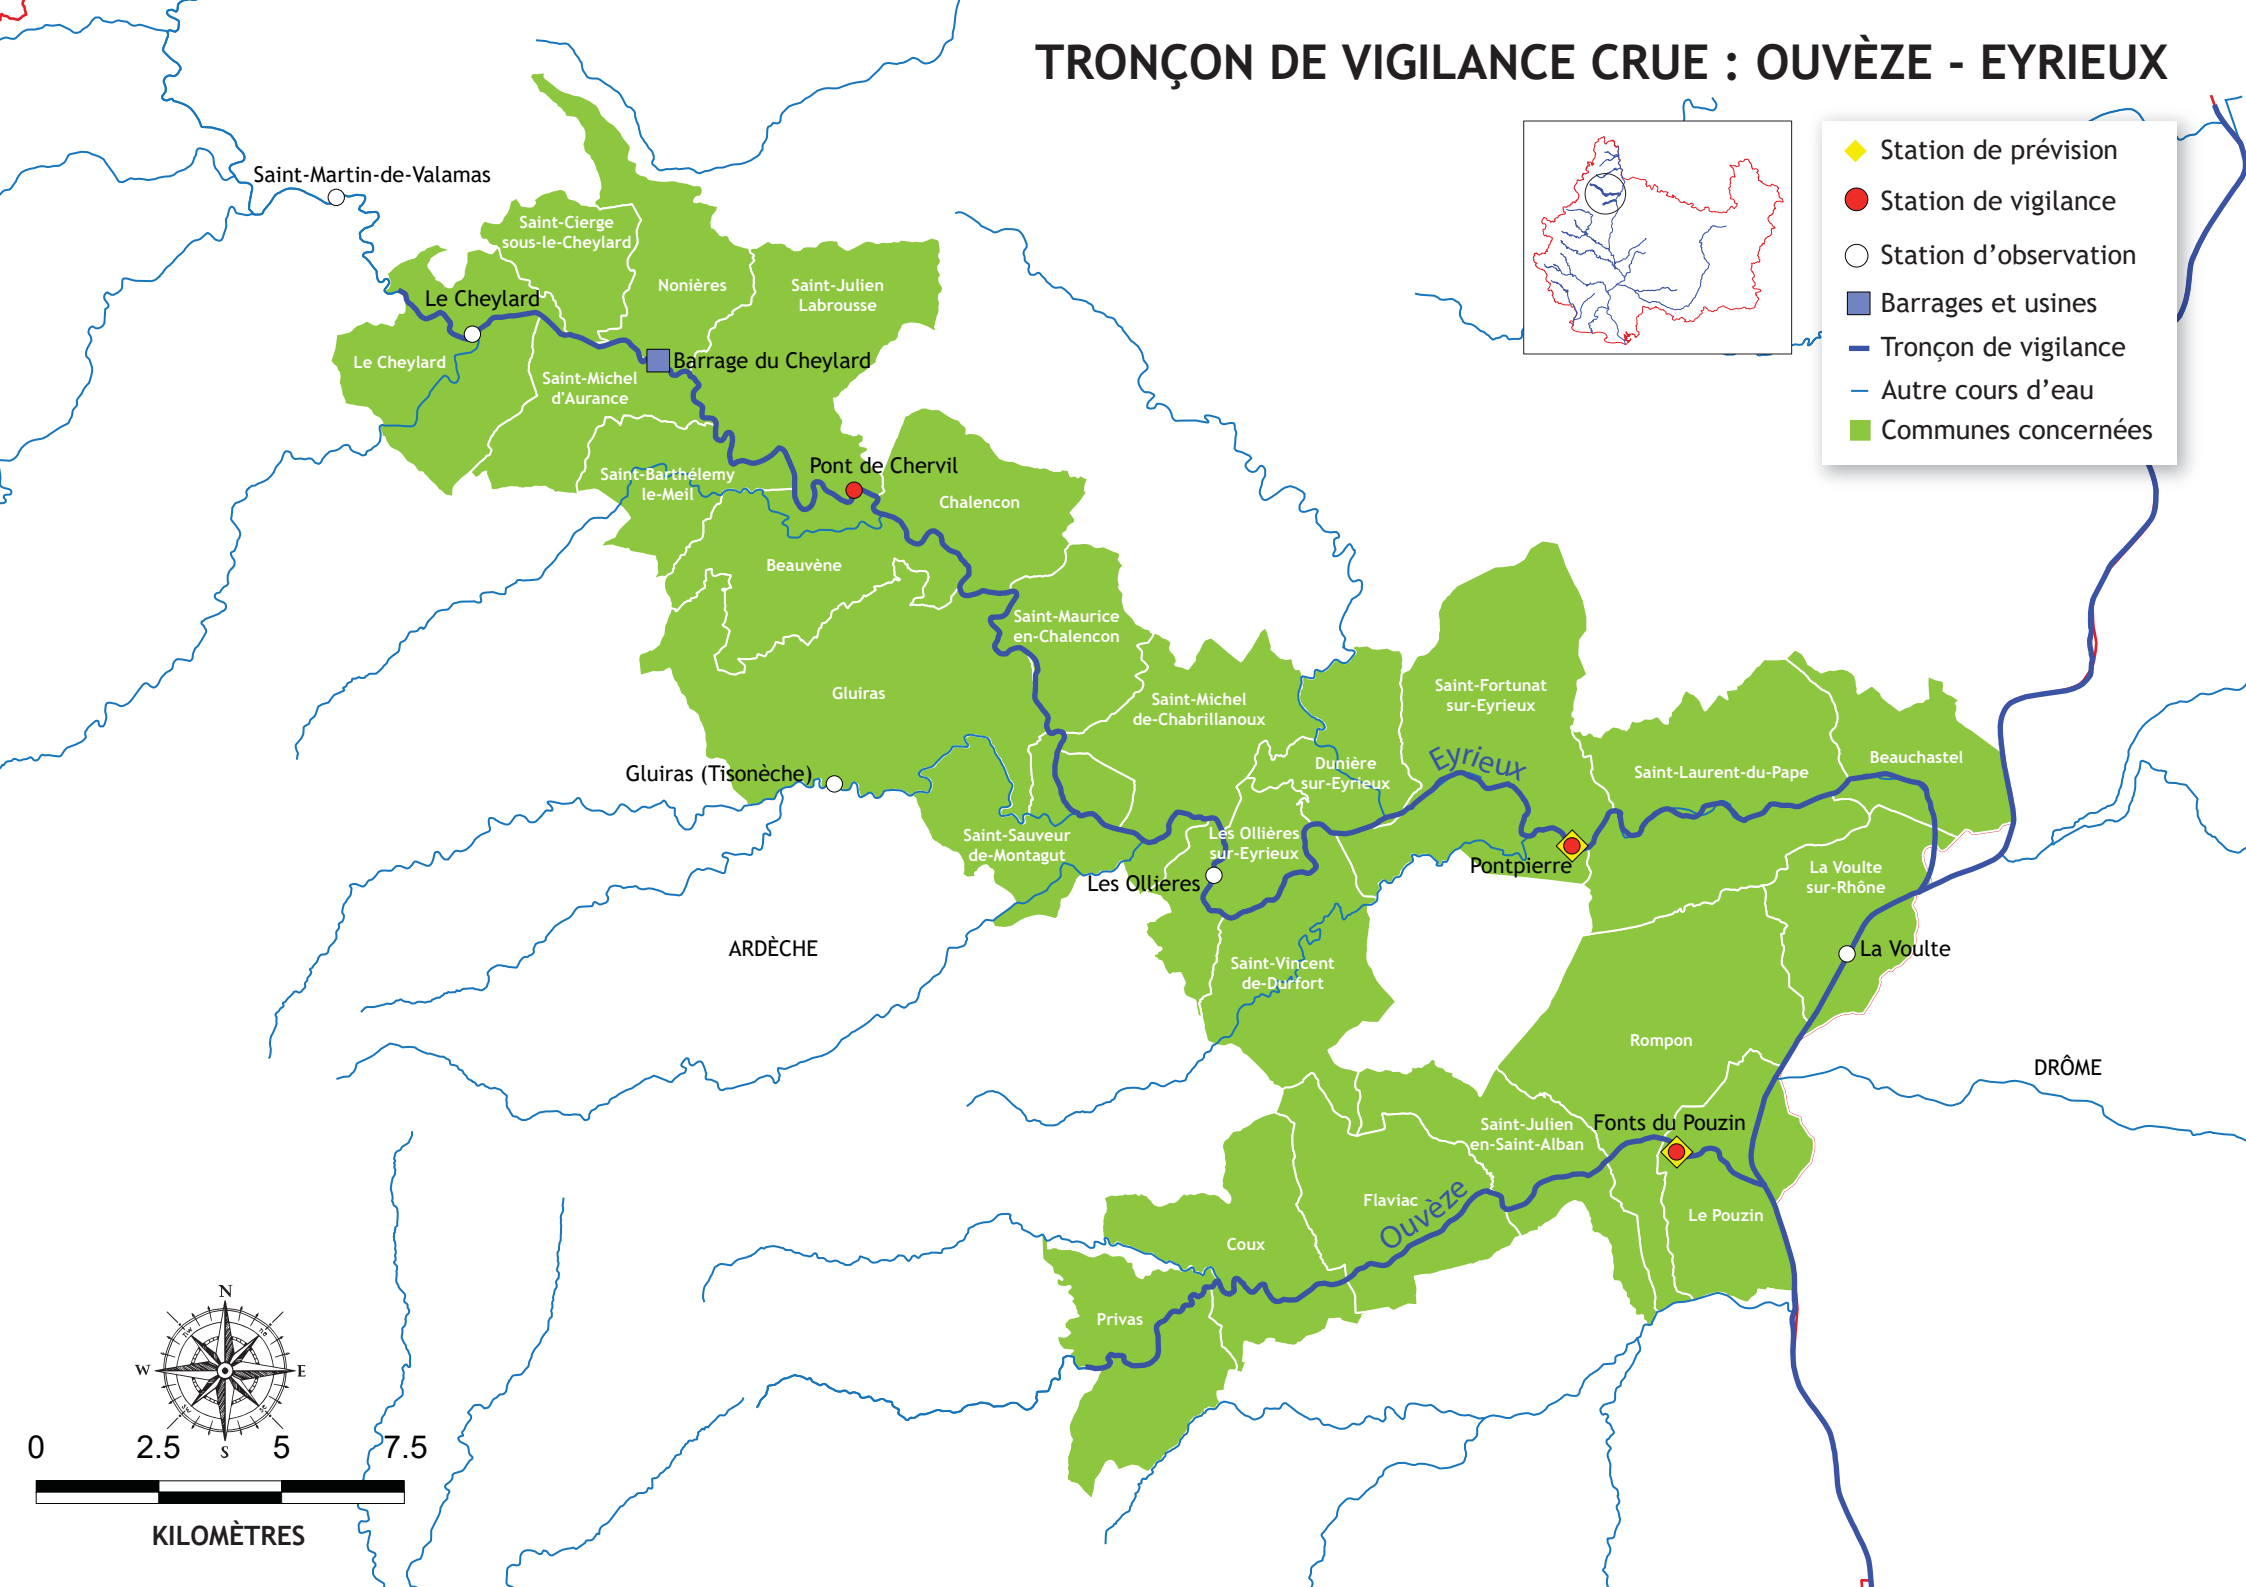 TRONÇON DE VIGILANCE CRUE : OUVÈZE - EYRIEUX
Station de prévision
Station de vigilance
Station d’observation
Barrages et usines
Tronçon de vigilance
Autre cours d’eau
Communes concernées
Saint-Martin-de-Valamas
Saint-Cierge
sous-le-Cheylard
Nonières
Saint-Julien
Labrousse
Le Cheylard
Le Cheylard
Barrage du Cheylard
Saint-Michel
d'Aurance
Pont de Chervil
Saint-Barthélemy
le-Meil
Chalencon
Beauvène
Saint-Maurice
en-Chalencon
Gluiras
Saint-Michel
de-Chabrillanoux
Saint-Fortunat
sur-Eyrieux
Eyrieux
Dunière
sur-Eyrieux
Saint-Laurent-du-Pape
Beauchastel
Gluiras (Tisonèche)
Saint-Sauveur
de-Montagut
Les Ollières
sur-Eyrieux
Pontpierre
Les Ollieres
La Voulte
sur-Rhône
La Voulte
ARDÈCHE
Saint-Vincent
de-Durfort
Rompon
DRÔME
Saint-Julien
en-Saint-Alban
Fonts du Pouzin
Flaviac
Ouvèze
Le Pouzin
Coux
Privas
N
nw
ne
W
E
sw
se
S
0
2.5
5
7.5
KILOMÈTRES